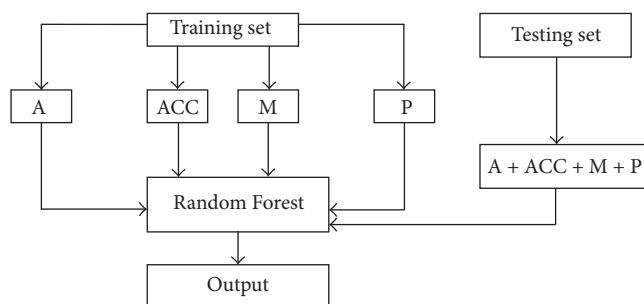 Training set
Testing set
A
ACC
M
P
A + ACC + M + P
Random Forest
Output